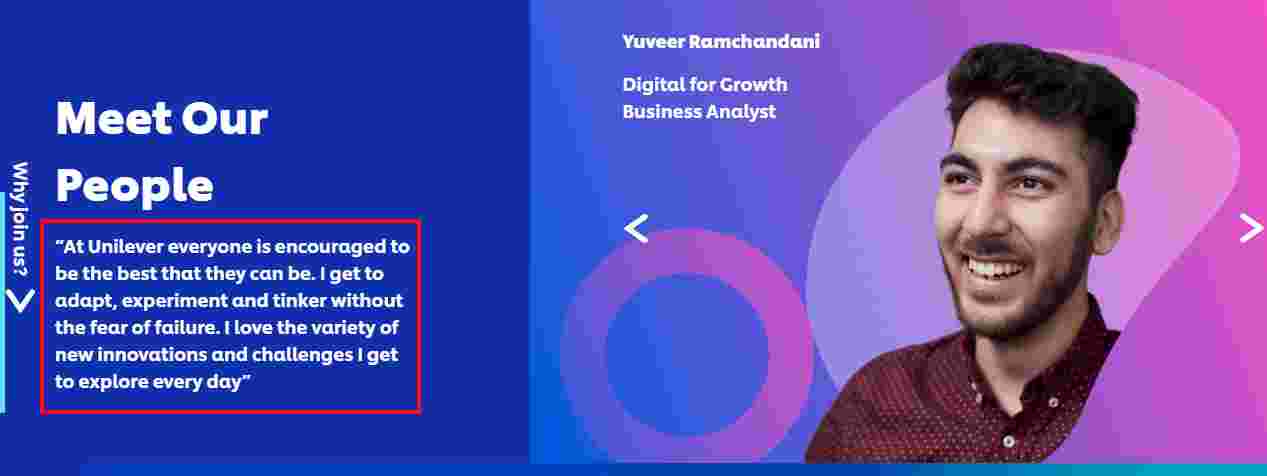 Meet Our
People
Why join us?
“At Unilever everyone is encouraged to
be the best that they can be. I get to
adapt, experiment and tinker without
the fear of failure. I love the variety of
new innovations and challenges I get
to explore every day”
Yuveer Ramchandani
Digital for Growth
Business Analyst